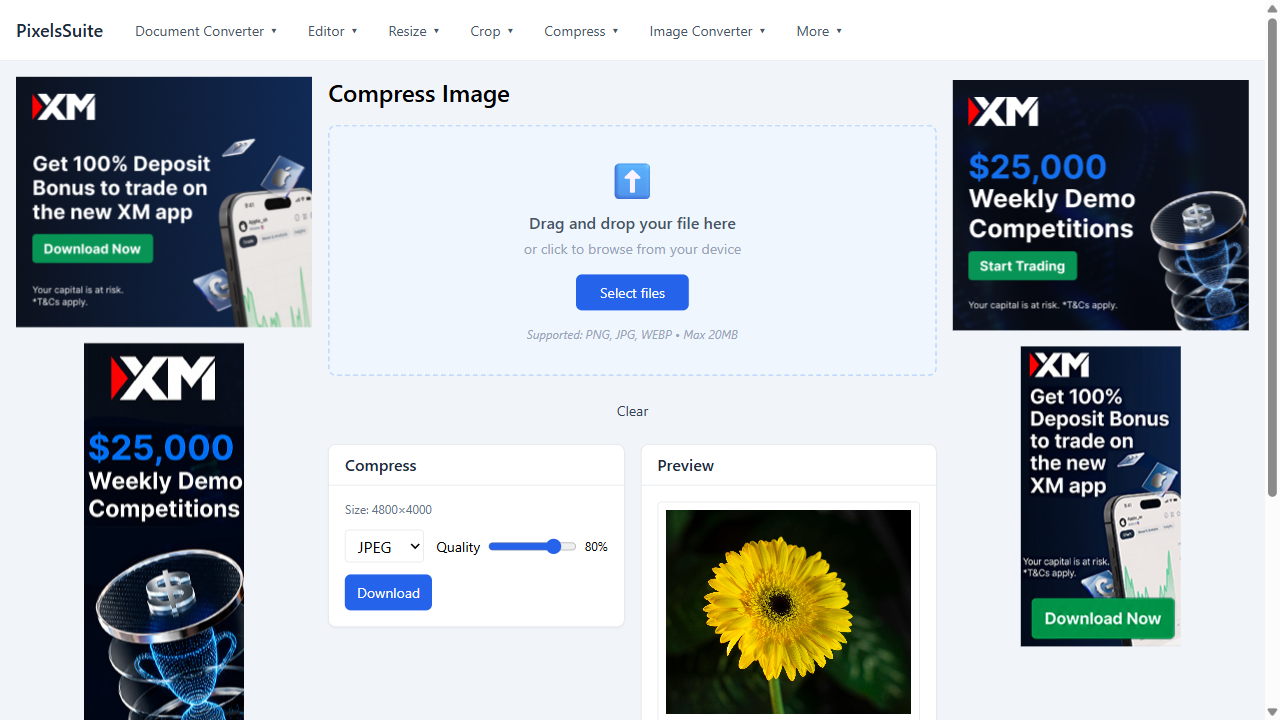 PixelsSuite
Document Converter ▼
Editor ▼
Resize ▼
Crop ▼
Compress ▼
Image Converter ▼
More ▼
XM
Get 100% Deposit
Bonus to trade on
the new XM app
Download Now
Your capital is at risk.
*T&Cs apply.
XM
$25,000
Weekly Demo
Competitions
Compress Image
Drag and drop your file here
or click to browse from your device
Select files
Supported: PNG, JPG, WEBP • Max 20MB
Clear
Compress
Size: 4800×4000
JPEG
Quality
80%
Download
Preview
XM
$25,000
Weekly Demo
Competitions
Start Trading
Your capital is at risk. *T&Cs apply.
XM
Get 100%
Deposit Bonus
to trade on
the new
XM app
Your capital is at risk.
*T&Cs apply.
Download Now